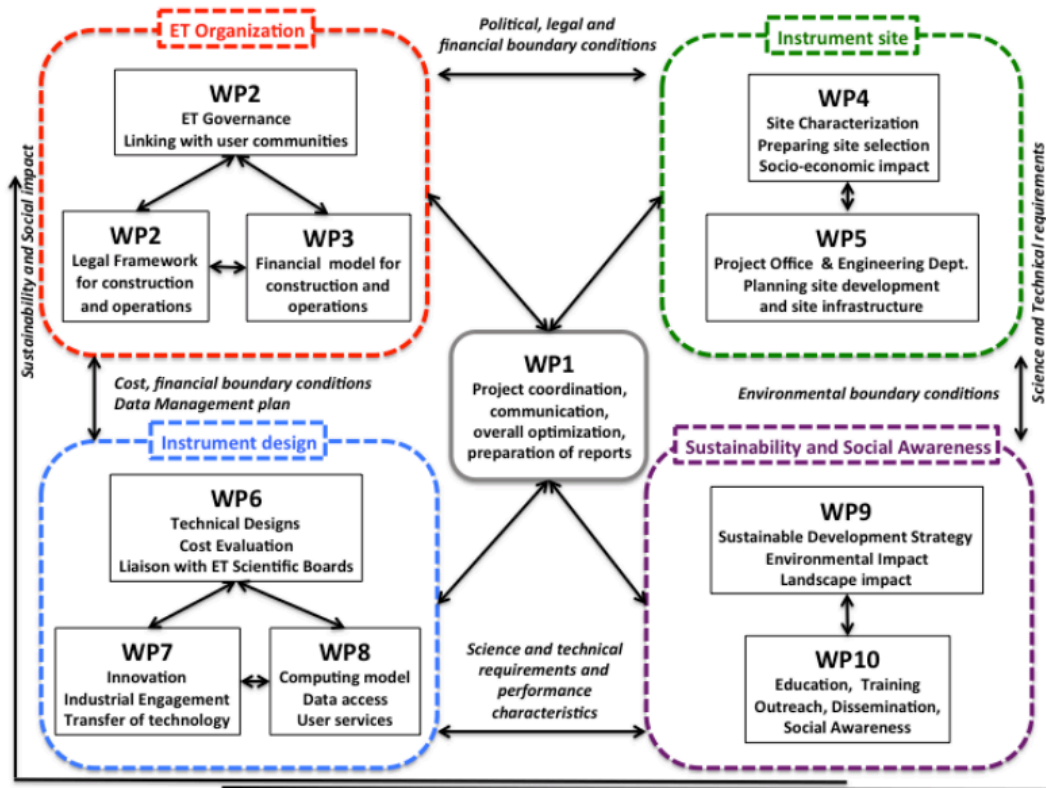 ET Organization
WP2
ET Governance
Linking with user communities
WP2
Legal Framework
for construction
and operations
WP3
Financial model for
construction and
operations
Political, legal and
financial boundary conditions
Instrument site
WP4
Site Characterization
Preparing site selection
Socio-economic impact
WP5
Project Office & Engineering Dept.
Planning site development
and site infrastructure
Sustainability and Social impact
Science and Technical requirements
WP1
Project coordination,
communication,
overall optimization,
preparation of reports
Cost, financial boundary conditions
Data Management plan
Environmental boundary conditions
Instrument design
WP6
Technical Designs
Cost Evaluation
Liaison with ET Scientific Boards
WP7
Innovation
Industrial Engagement
Transfer of technology
WP8
Computing model
Data access
User services
Science and technical
requirements and
performance
characteristics
Sustainability and Social Awareness
WP9
Sustainable Development Strategy
Environmental Impact
Landscape impact
WP10
Education, Training
Outreach, Dissemination,
Social Awareness